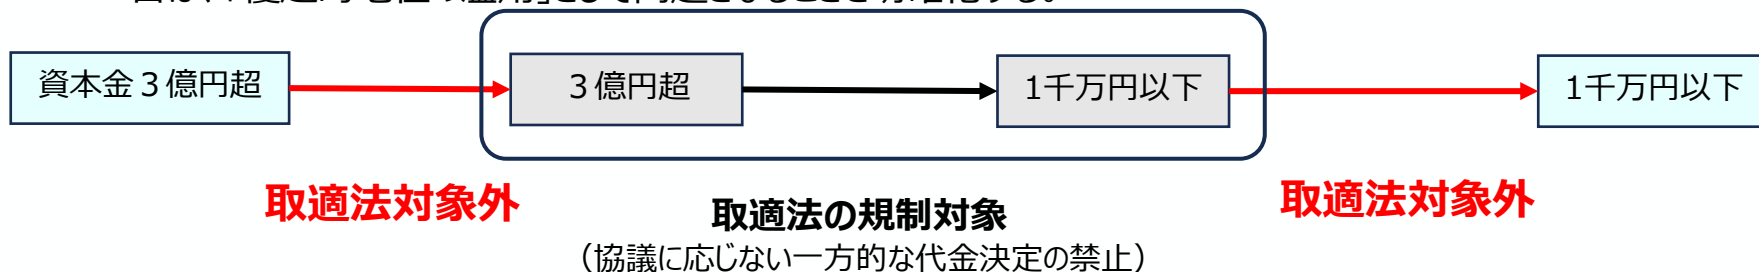 資本金３億円超
３億円超
1千万円以下
1千万円以下
取適法対象外
取適法の規制対象
取適法対象外
（協議に応じない一方的な代金決定の禁止）